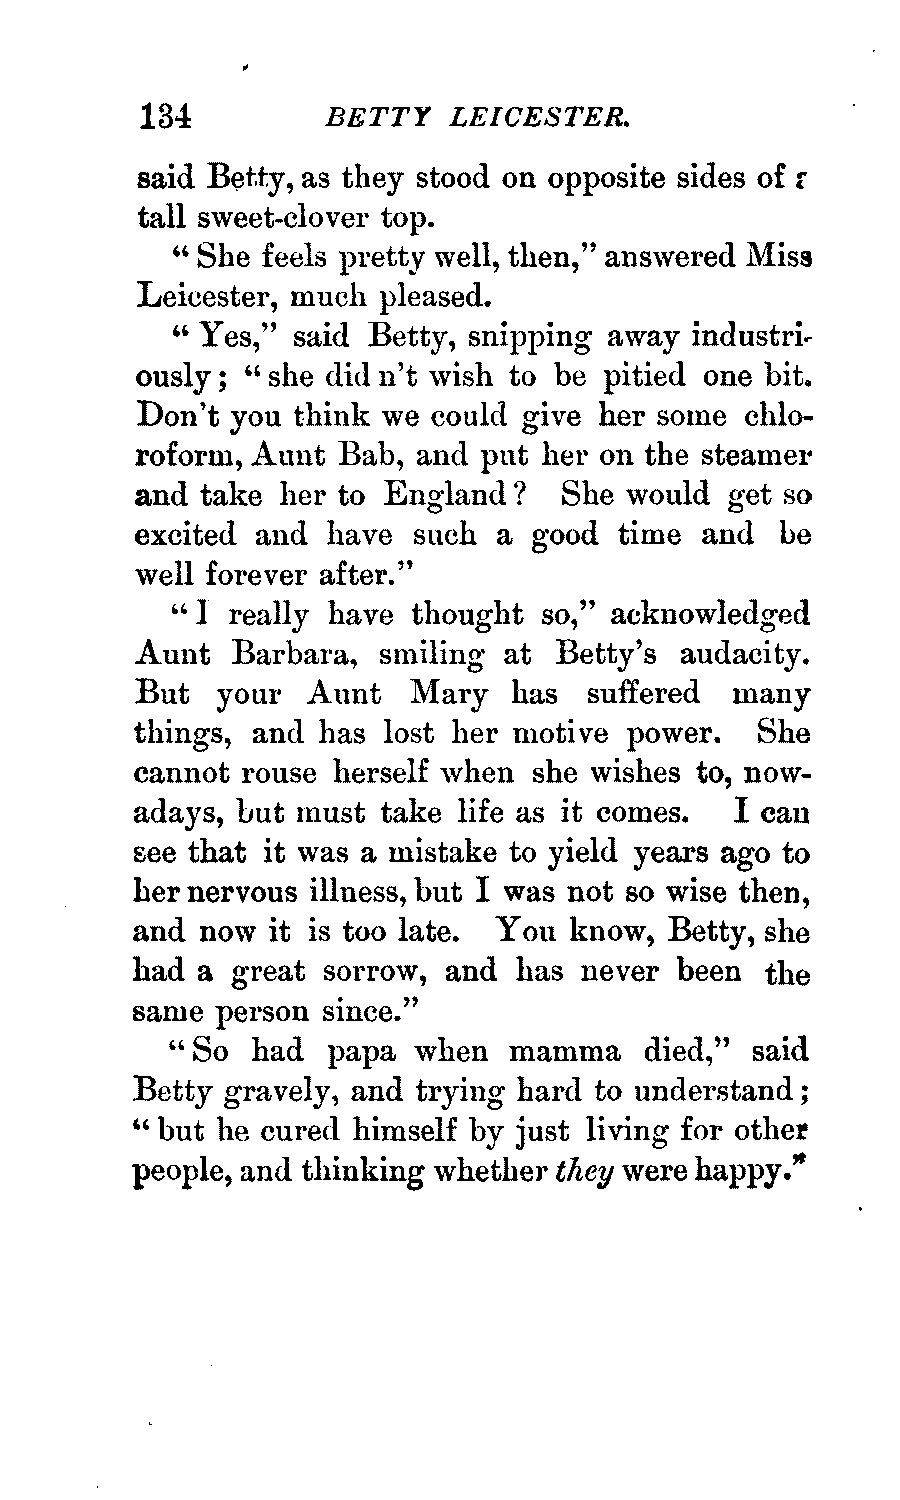 134 BETTY LEICESTER.
said Betty, as they stood on opposite sides of
tall sweet-clover top.
“ She feels pretty well, then,” answered Miss
Leicester, much pleased.
“ Yes,” said Betty, snipping away industri-
ously ; “ she did n’t wish to be pitied one bit.
Don’t you think we could give her some chlo-
roform, Aunt Bab, and put her on the steamer
and take her to England ? She would get so
excited and have such a good time and be
well forever after.”
“ I really have thought so,” acknowledged
Aunt Barbara, smiling at Betty’s audacity.
But your Aunt Mary has suffered many
things, and has lost her motive power. She
cannot rouse herself when she wishes to, now-
adays, but must take life as it comes. I can
see that it was a mistake to yield years ago to
her nervous illness, but I was not so wise then,
and now it is too late. You know, Betty, she
had a great sorrow, and has never been the
same person since.”
“ So had papa when mamma died,” said
Betty gravely, and trying hard to understand ;
“ but he cured himself by just living for other
people, and thinking whether they were happy.”